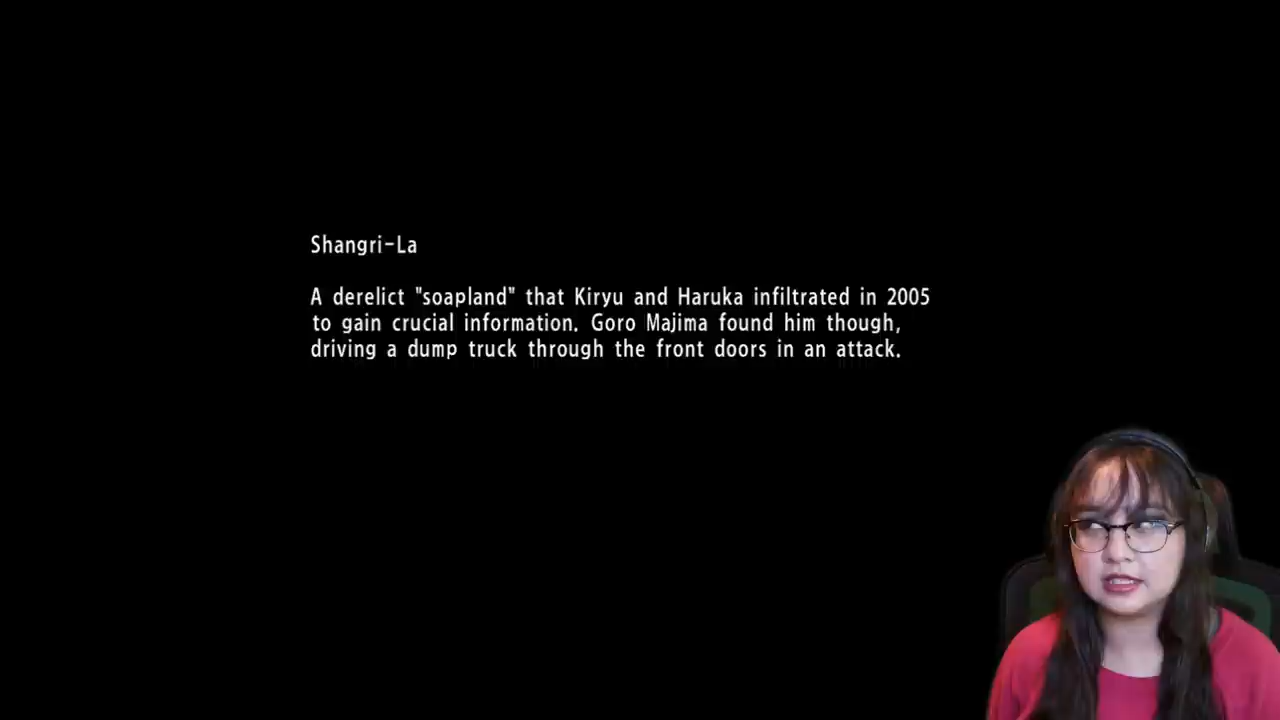 Shangri-La
A derelict "soapland" that Kiryu and Haruka infiltrated in 2005
to gain crucial information. Goro Majima found him though,
driving a dump truck through the front doors in an attack.